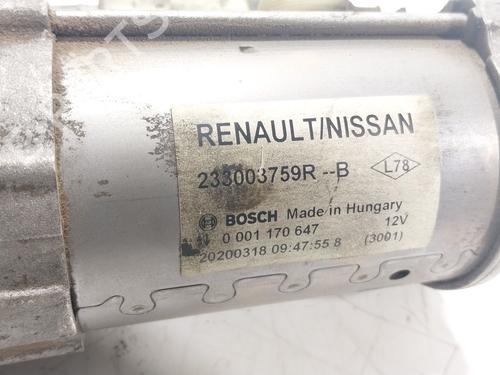 RENAULT/NISSAN
233003759R --B L78
BOSCH Made in Hungary
0 001 170 647 12V
20200318 09:47:55 8 (3001)